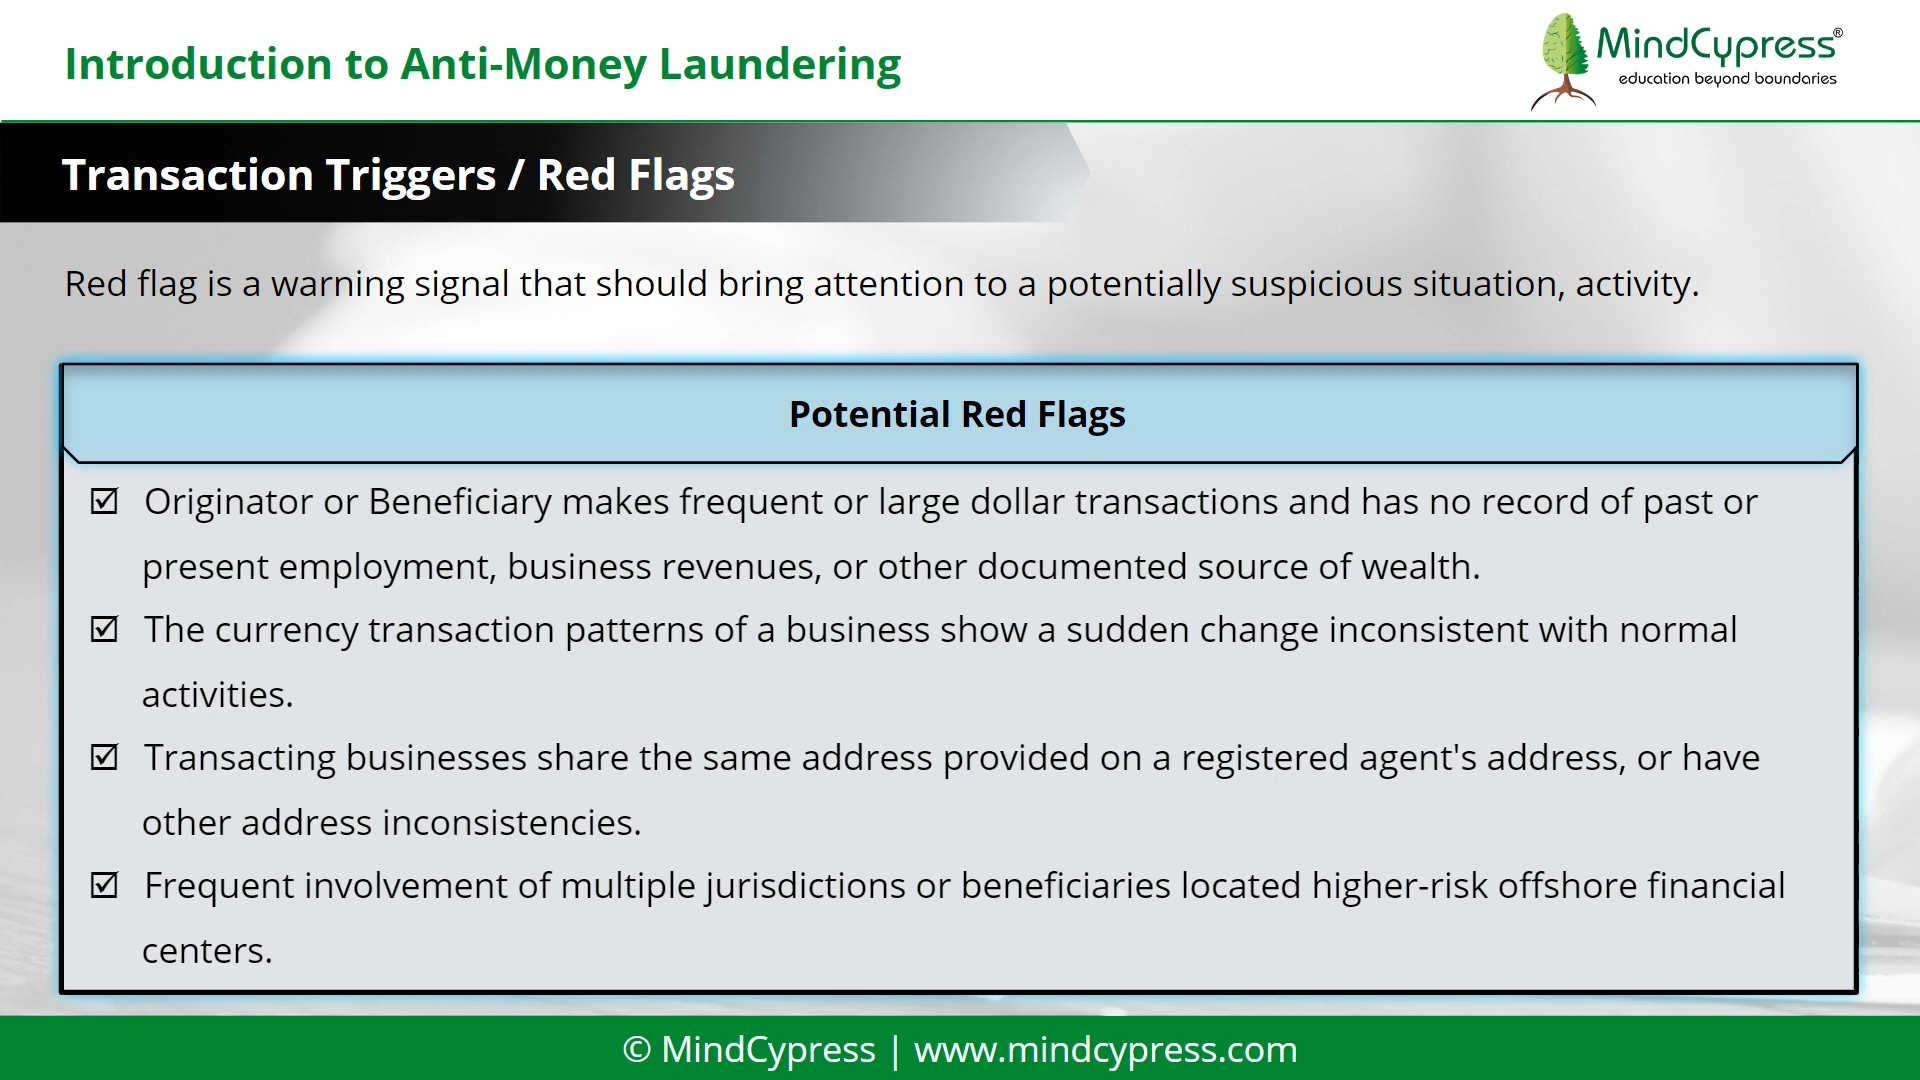 Introduction to Anti-Money Laundering
MindCypress®
education beyond boundaries
Transaction Triggers / Red Flags
Red flag is a warning signal that should bring attention to a potentially suspicious situation, activity.
Potential Red Flags
☑ Originator or Beneficiary makes frequent or large dollar transactions and has no record of past or
present employment, business revenues, or other documented source of wealth.
☑ The currency transaction patterns of a business show a sudden change inconsistent with normal
activities.
☑ Transacting businesses share the same address provided on a registered agent's address, or have
other address inconsistencies.
☑ Frequent involvement of multiple jurisdictions or beneficiaries located higher-risk offshore financial
centers.
© MindCypress | www.mindcypress.com